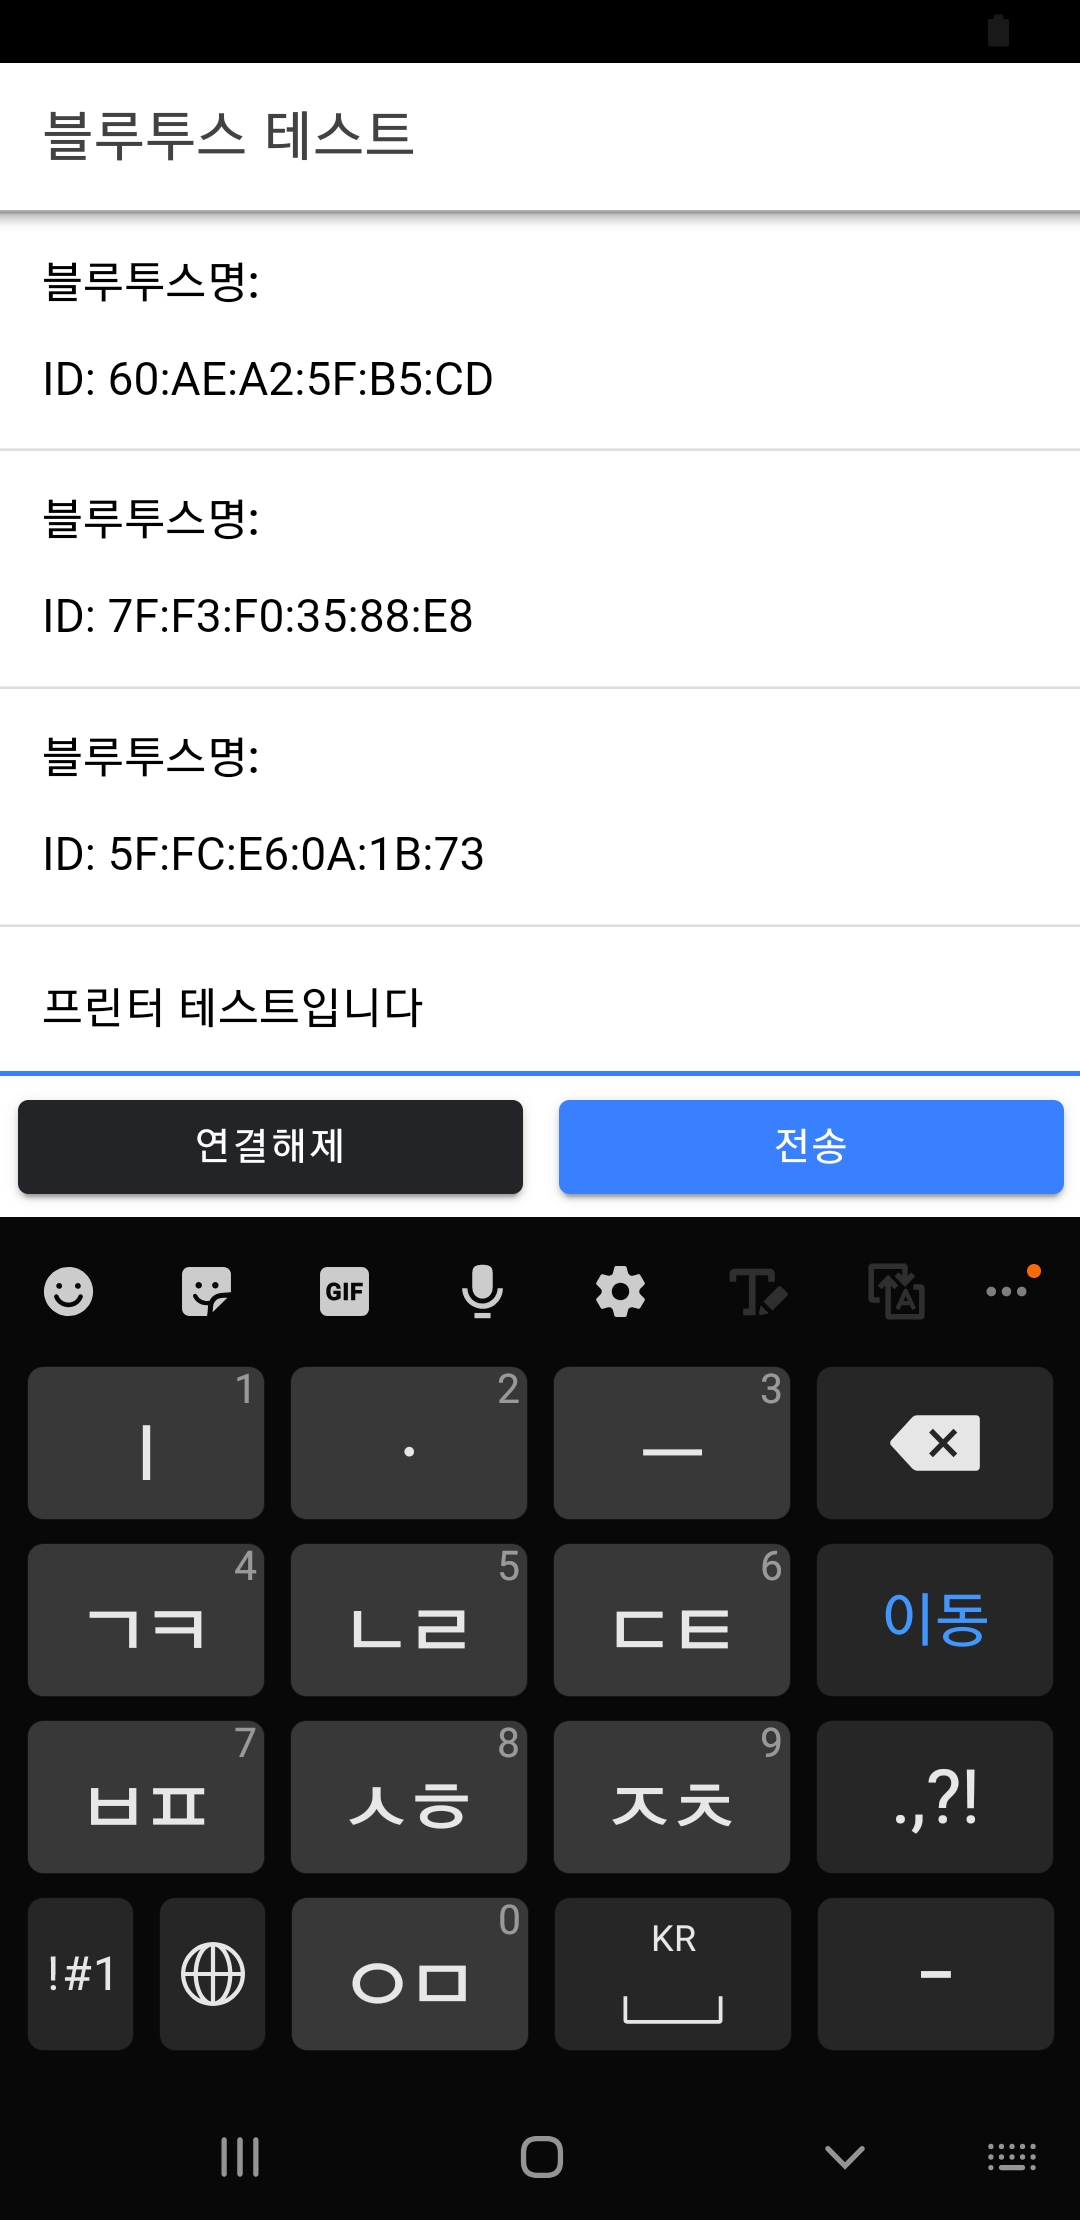 블루투스 테스트
블루투스명:
ID: 60:AE:A2:5F:B5:CD
블루투스명:
ID: 7F:F3:F0:35:88:E8
블루투스명:
ID: 5F:FC:E6:0A:1B:73
프린터 테스트입니다
연결해제 전송
GIF
1 2 3
ㅣ · ㅡ
4 5 6
ㄱㅋ ㄴㄹ ㄷㅌ 이동
7 8 9
ㅂㅍ ㅅㅎ ㅈㅊ .,?!
0
!#1 ㅇㅁ KR -